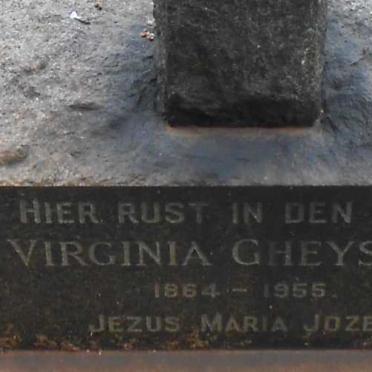 HIER RUST IN DEN
VIRGINIA GHEYS
1864 - 1955.
JEZUS MARIA JOZE